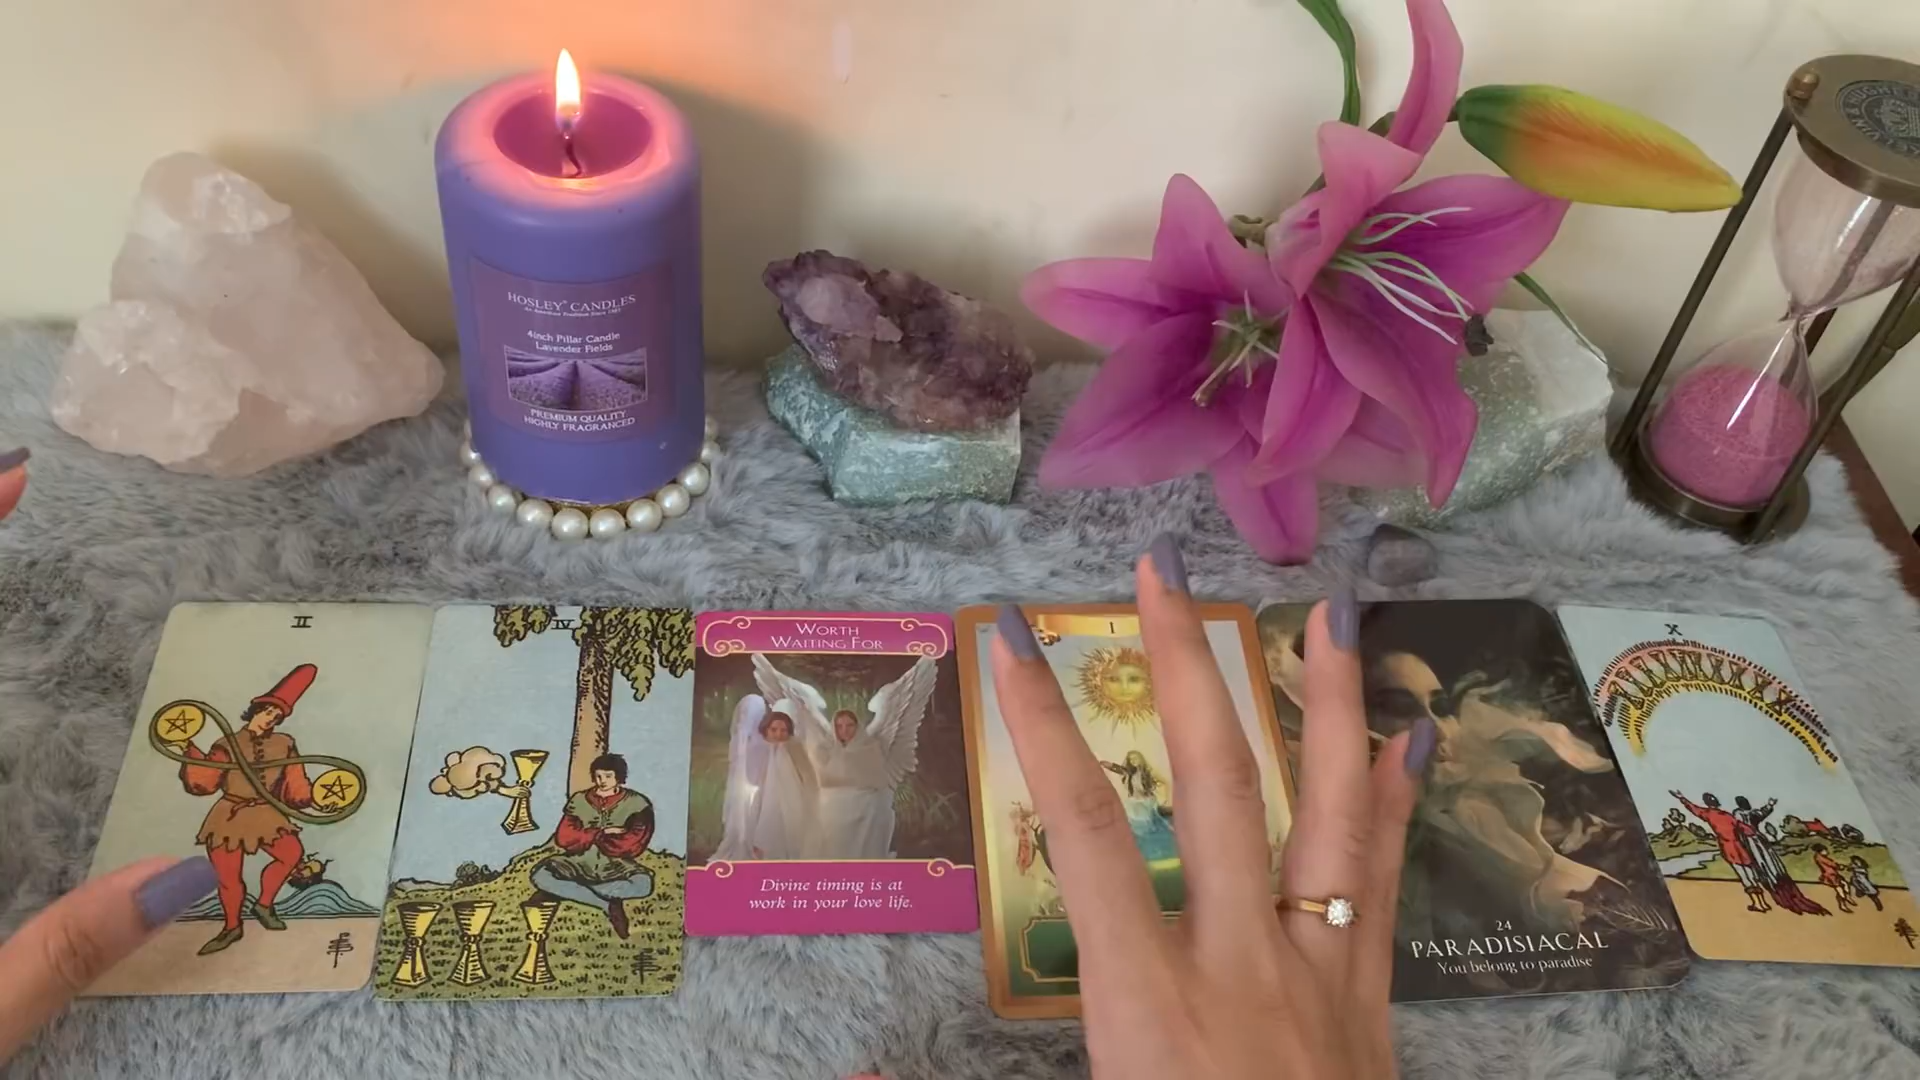 HOSLEY® CANDLES
4inch Pillar Candle
Lavender Fields
PREMIUM QUALITY
HIGHLY FRAGRANCED
II
IV
WORTH
WAITING FOR
Divine timing is at
work in your love life.
I
24
PARADISIACAL
You belong to paradise
X